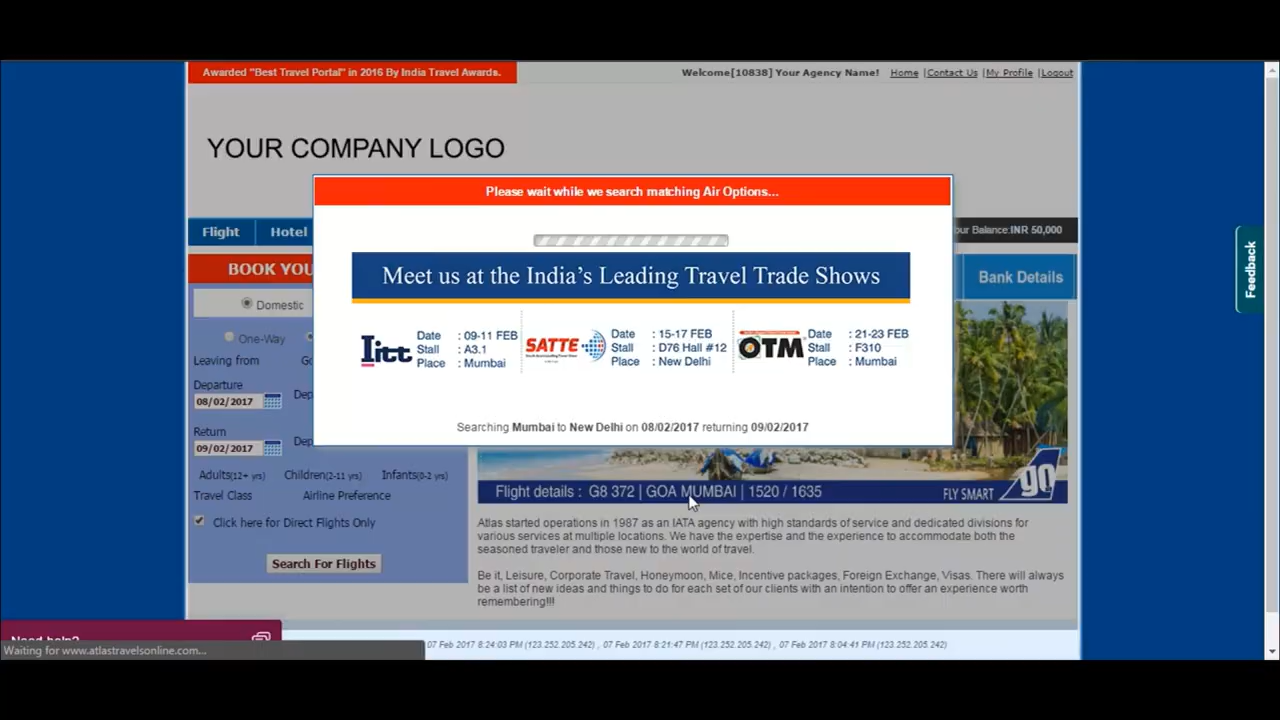 Awarded "Best Travel Portal" in 2016 By India Travel Awards.
Welcome[10838] Your Agency Name! Home |Contact Us |My Profile |Logout
YOUR COMPANY LOGO
Please wait while we search matching Air Options...
Flight Hotel
our Balance:INR 50,000
BOOK YOU
Bank Details
Meet us at the India's Leading Travel Trade Shows
Domestic
One-Way
Iitt
Date : 09-11 FEB
Stall : A3.1
Place : Mumbai
SATTE
Date : 15-17 FEB
Stall : D76 Hall #12
Place : New Delhi
OTM
Date : 21-23 FEB
Stall : F310
Place : Mumbai
Leaving from Go
Departure Dep
08/02/2017
Return Dep
09/02/2017
Searching Mumbai to New Delhi on 08/02/2017 returning 09/02/2017
Adults(12+ yrs) Children(2-11 yrs) Infants(0-2 yrs)
Travel Class Airline Preference
Click here for Direct Flights Only
Search For Flights
Flight details : G8 372 | GOA MUMBAI | 1520 / 1635
FLY SMART go
Atlas started operations in 1987 as an IATA agency with high standards of service and dedicated divisions for
various services at multiple locations. We have the expertise and the experience to accommodate both the
seasoned traveler and those new to the world of travel.
Be it, Leisure, Corporate Travel, Honeymoon, Mice, Incentive packages, Foreign Exchange, Visas. There will always
be a list of new ideas and things to do for each set of our clients with an intention to offer an experience worth
remembering!!!
Feedback
Need help?
Waiting for www.atlastravelsonline.com...
07 Feb 2017 8:24:03 PM (123.252.205.242) , 07 Feb 2017 8:21:47 PM (123.252.205.242) , 07 Feb 2017 8:04:41 PM (123.252.205.242)